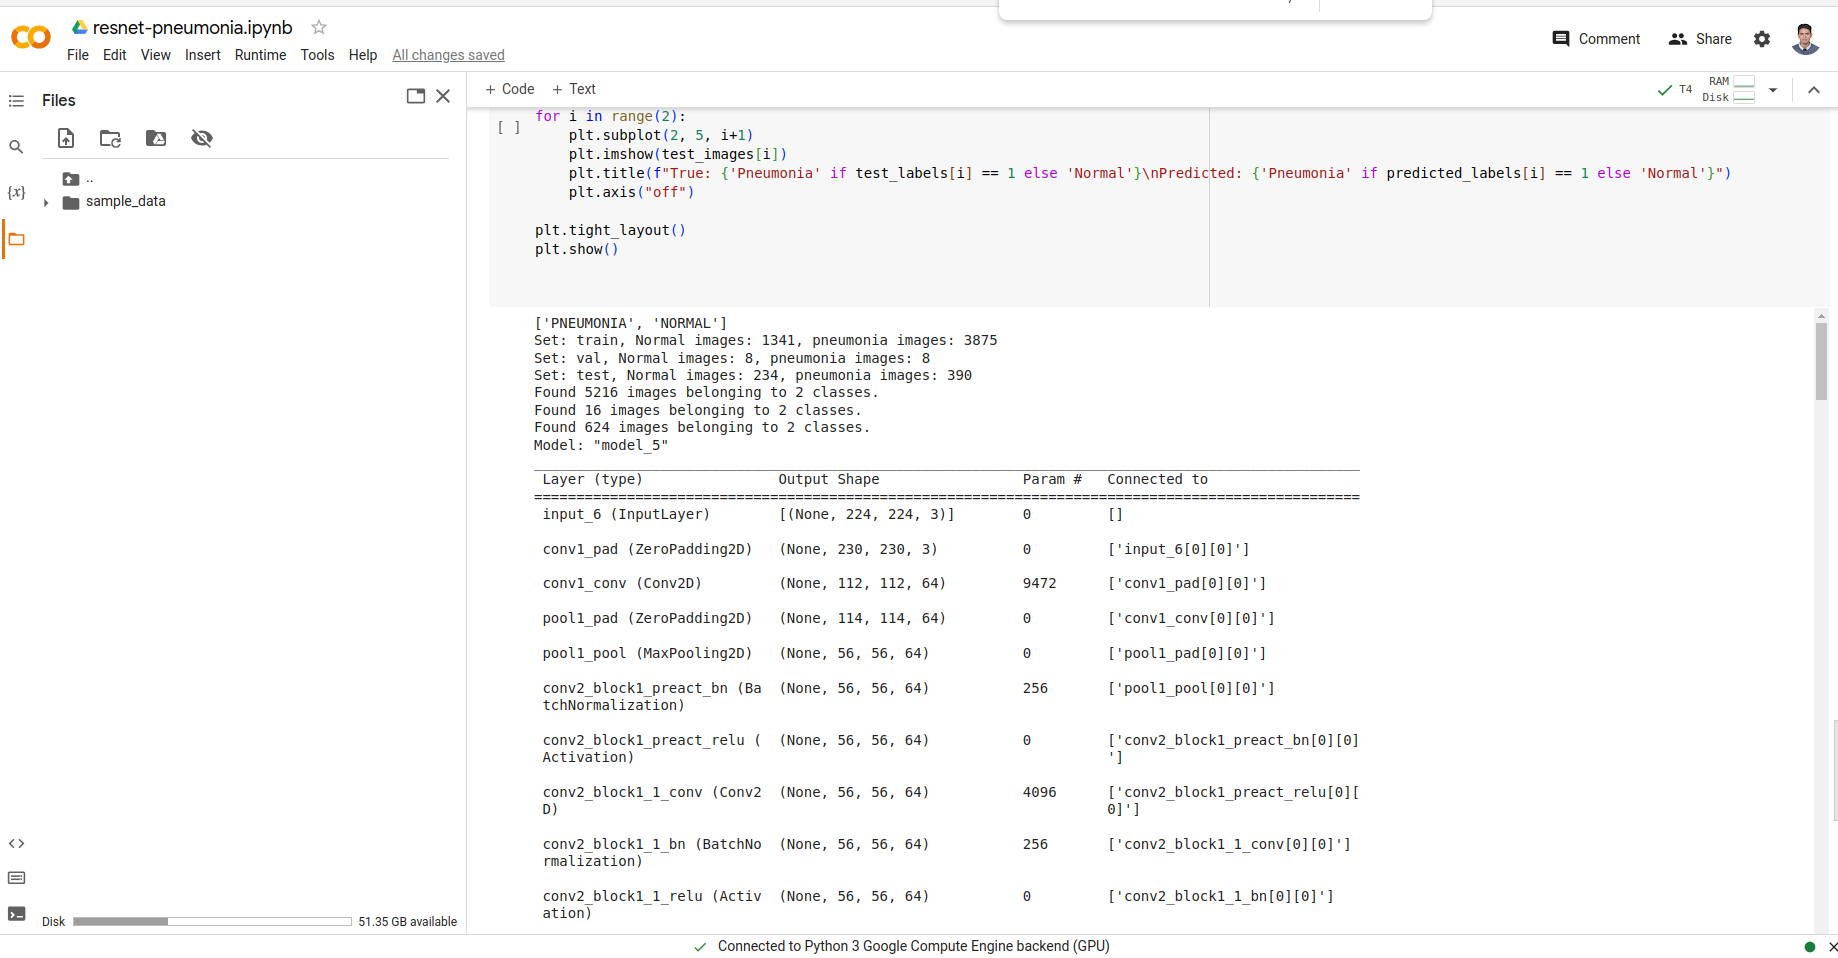 resnet-pneumonia.ipynb
File Edit View Insert Runtime Tools Help All changes saved
Comment Share
Files
+ Code + Text
T4 RAM Disk
..
sample_data
{x}
[ ]
for i in range(2):
    plt.subplot(2, 5, i+1)
    plt.imshow(test_images[i])
    plt.title(f"True: {'Pneumonia' if test_labels[i] == 1 else 'Normal'}\nPredicted: {'Pneumonia' if predicted_labels[i] == 1 else 'Normal'}")
    plt.axis("off")
plt.tight_layout()
plt.show()
['PNEUMONIA', 'NORMAL']
Set: train, Normal images: 1341, pneumonia images: 3875
Set: val, Normal images: 8, pneumonia images: 8
Set: test, Normal images: 234, pneumonia images: 390
Found 5216 images belonging to 2 classes.
Found 16 images belonging to 2 classes.
Found 624 images belonging to 2 classes.
Model: "model_5"
Layer (type) Output Shape Param # Connected to
input_6 (InputLayer) [(None, 224, 224, 3)] 0 []
conv1_pad (ZeroPadding2D) (None, 230, 230, 3) 0 ['input_6[0][0]']
conv1_conv (Conv2D) (None, 112, 112, 64) 9472 ['conv1_pad[0][0]']
pool1_pad (ZeroPadding2D) (None, 114, 114, 64) 0 ['conv1_conv[0][0]']
pool1_pool (MaxPooling2D) (None, 56, 56, 64) 0 ['pool1_pad[0][0]']
conv2_block1_preact_bn (Ba (None, 56, 56, 64) 256 ['pool1_pool[0][0]']
tchNormalization)
conv2_block1_preact_relu ( (None, 56, 56, 64) 0 ['conv2_block1_preact_bn[0][0]
Activation) ']
conv2_block1_1_conv (Conv2 (None, 56, 56, 64) 4096 ['conv2_block1_preact_relu[0][
D) 0]']
conv2_block1_1_bn (BatchNo (None, 56, 56, 64) 256 ['conv2_block1_1_conv[0][0]']
rmalization)
conv2_block1_1_relu (Activ (None, 56, 56, 64) 0 ['conv2_block1_1_bn[0][0]']
ation)
Disk 51.35 GB available
Connected to Python 3 Google Compute Engine backend (GPU)